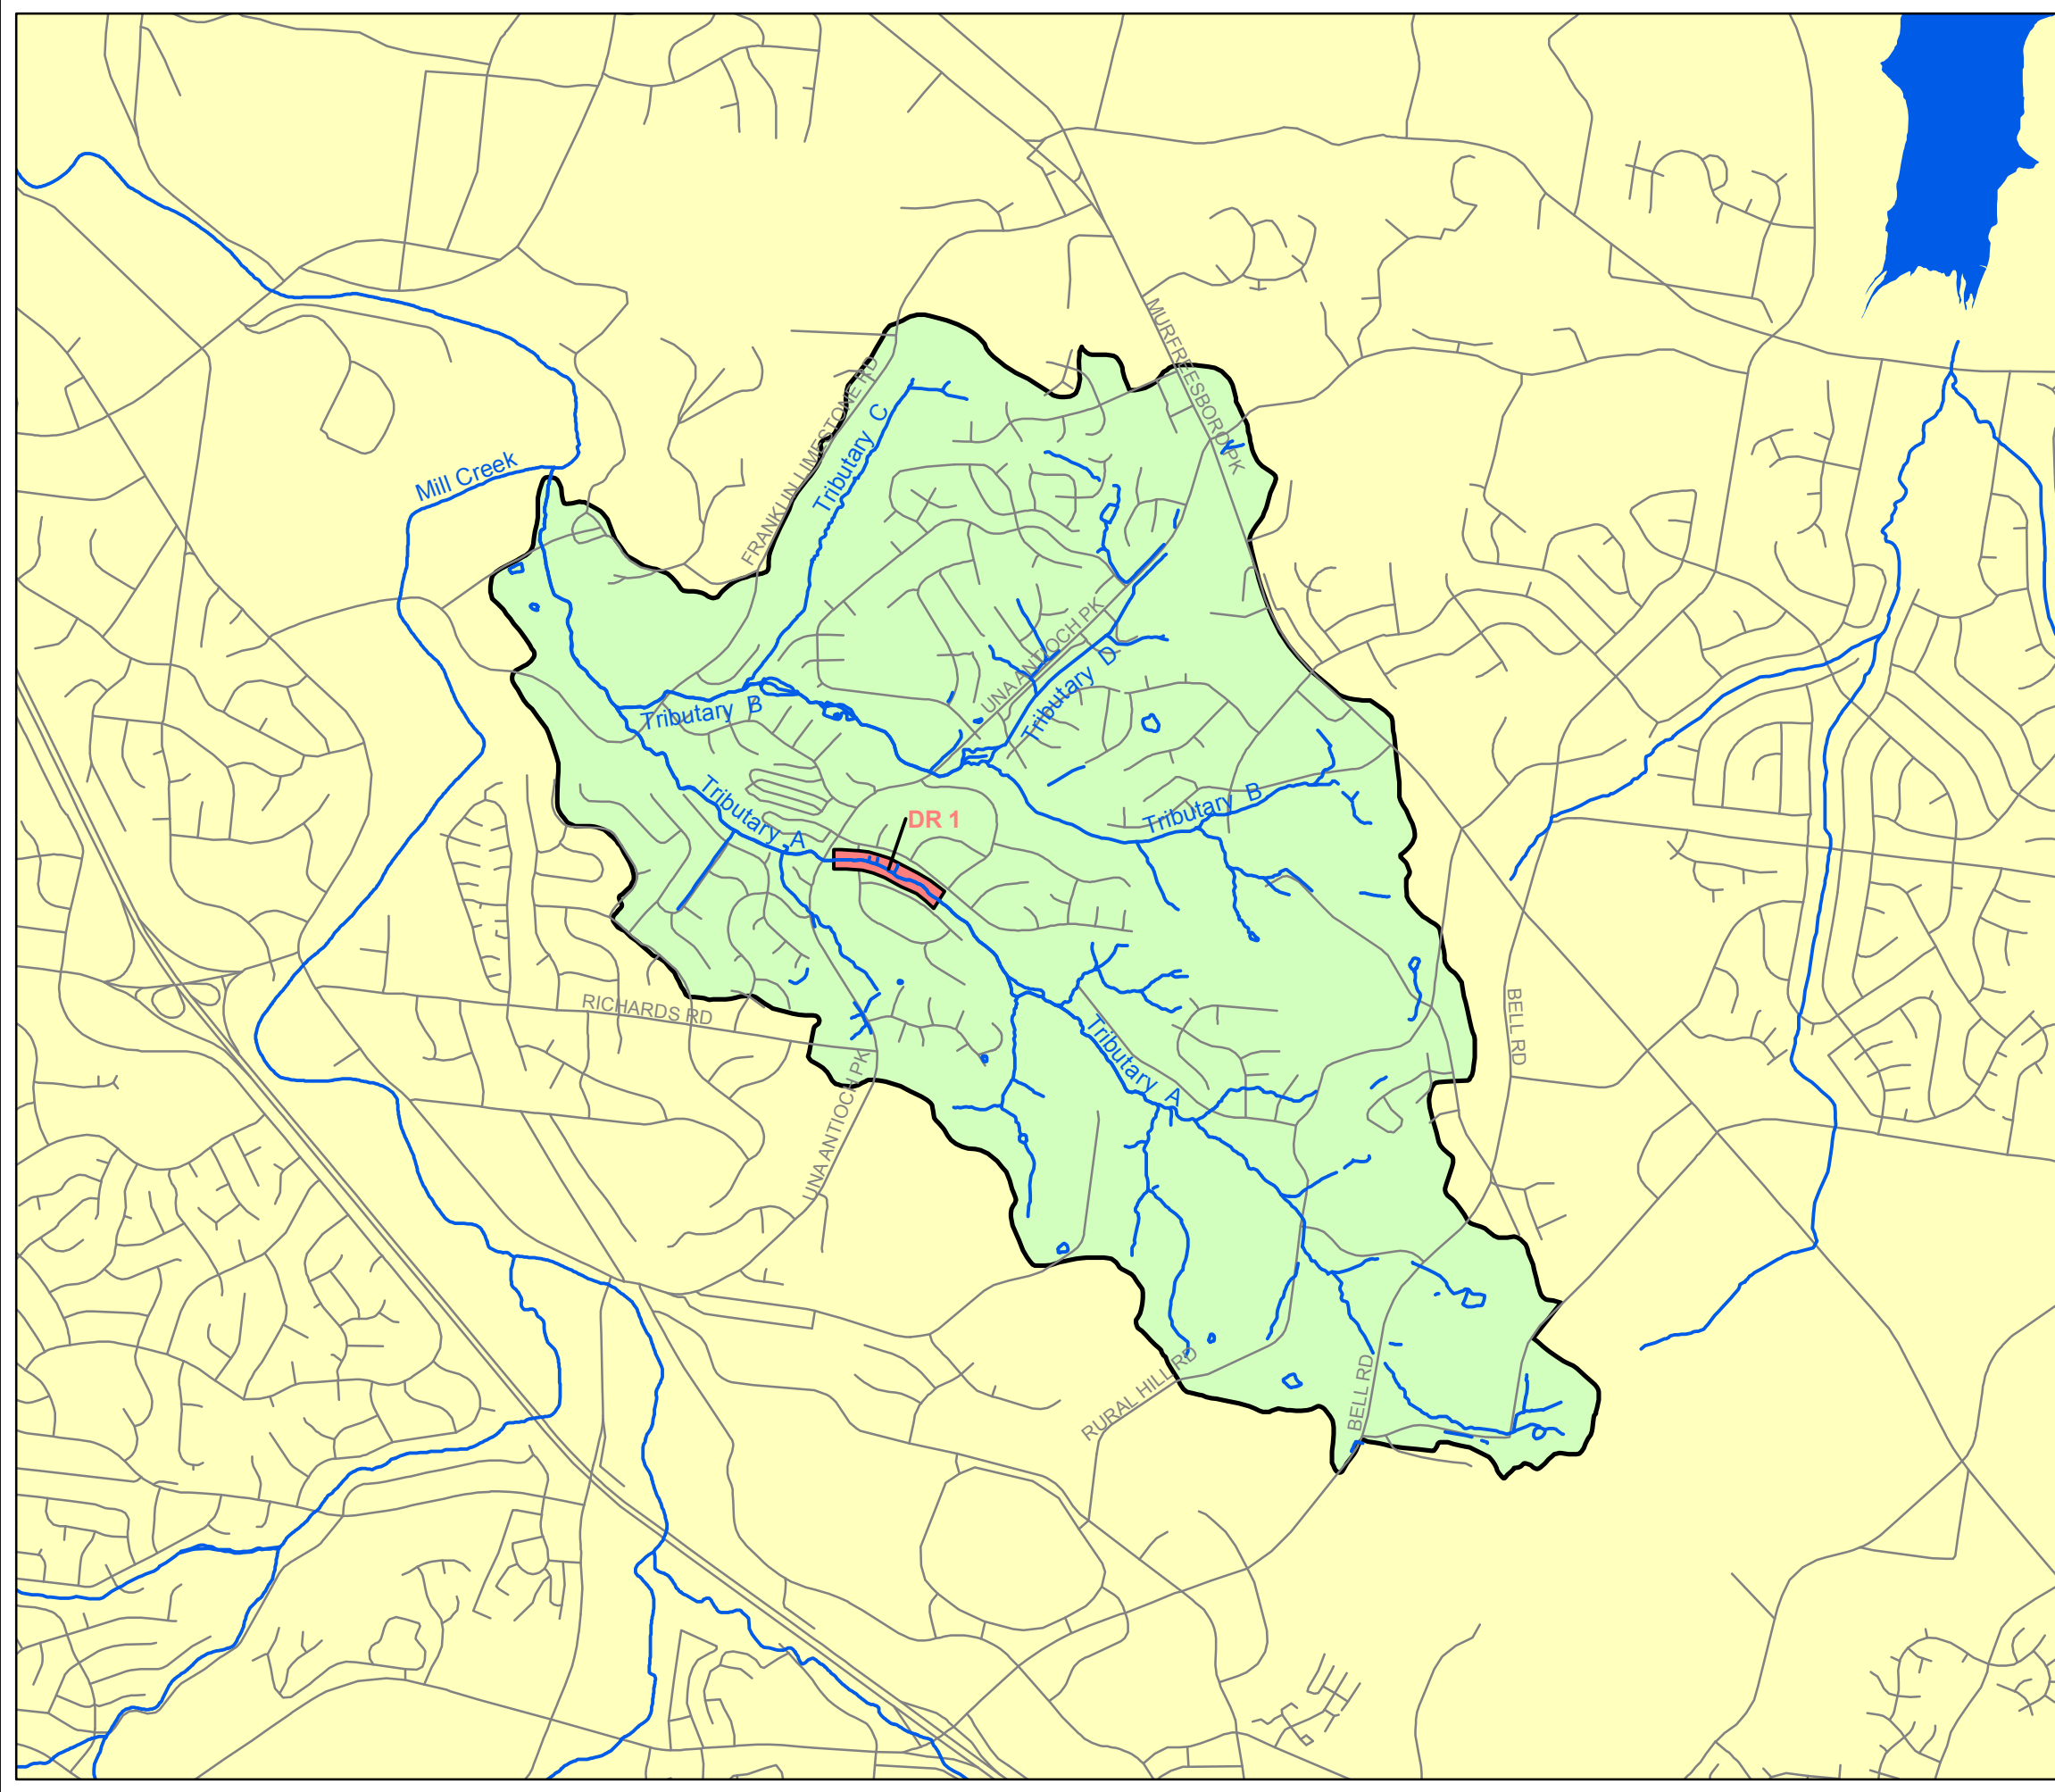 MURFREESBORO PK
FRANKLIN LIMESTONE RD
Tributary C
Mill Creek
UNA ANTIOCH PK
Tributary D
Tributary B
Tributary A
Tributary B
DR 1
RICHARDS RD
BELL RD
Tributary A
UNA ANTIOCH PK
RURAL HILL RD
BELL RD